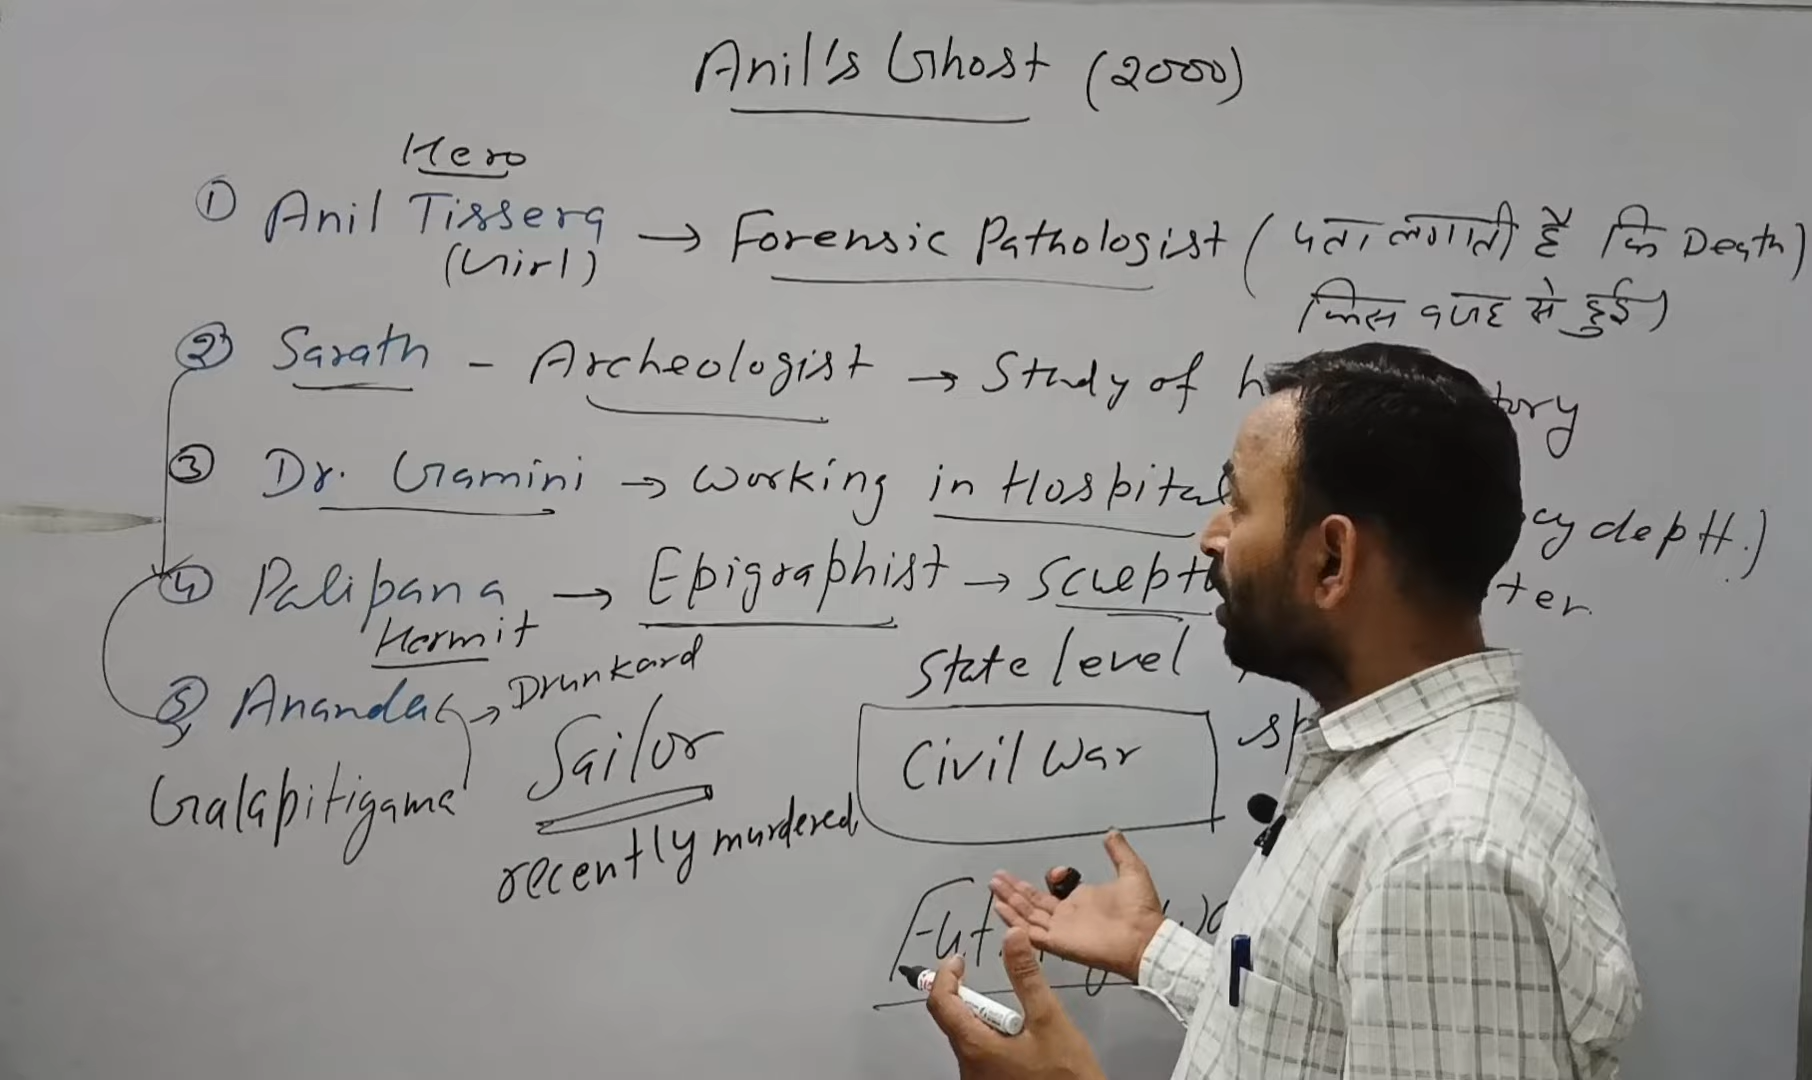 Anil's Ghost (2000)
Hero
① Anil Tissera → Forensic Pathologist ( पता लगाती है कि Death)
(Girl)
किस वजह से हुई)
② Sarath - Archeologist → Study of
③ Dr. Gamini → working in Hospital
④ Palipana → Epigraphist →
Hermit
State level
⑤ Ananda → Drunkard
Galapitigama
Sailor
Civil War
recently murdered